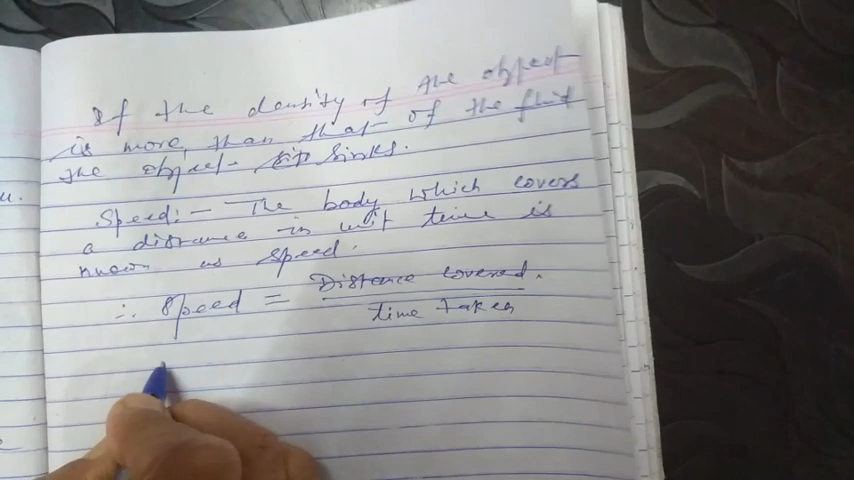 If the density of the object
is more than that of the fluid
the object sinks.
Speed:- The body which covers
a distance in unit time is
known as speed.
∴ Speed = Distance covered.
time taken